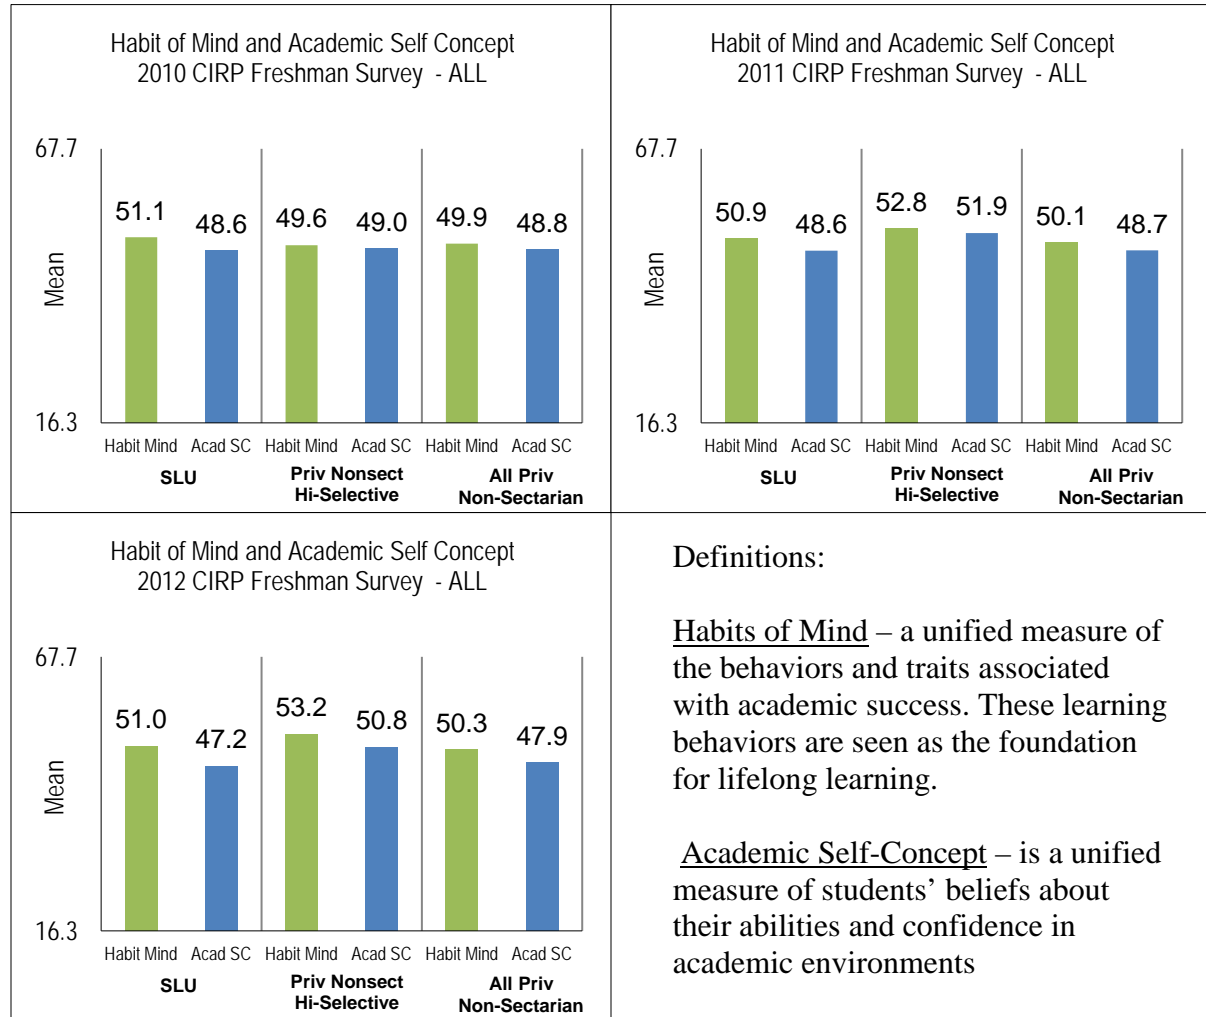 Habit of Mind and Academic Self Concept
2010 CIRP Freshman Survey - ALL
67.7
51.1 48.6 49.6 49.0 49.9 48.8
Mean
16.3
Habit Mind Acad SC Habit Mind Acad SC Habit Mind Acad SC
SLU Priv Nonsect All Priv
Hi-Selective Non-Sectarian
Habit of Mind and Academic Self Concept
2011 CIRP Freshman Survey - ALL
67.7
50.9 48.6 52.8 51.9 50.1 48.7
Mean
16.3
Habit Mind Acad SC Habit Mind Acad SC Habit Mind Acad SC
SLU Priv Nonsect All Priv
Hi-Selective Non-Sectarian
Habit of Mind and Academic Self Concept
2012 CIRP Freshman Survey - ALL
67.7
51.0 47.2 53.2 50.8 50.3 47.9
Mean
16.3
Habit Mind Acad SC Habit Mind Acad SC Habit Mind Acad SC
SLU Priv Nonsect All Priv
Hi-Selective Non-Sectarian
Definitions:
Habits of Mind – a unified measure of
the behaviors and traits associated
with academic success. These learning
behaviors are seen as the foundation
for lifelong learning.
Academic Self-Concept – is a unified
measure of students’ beliefs about
their abilities and confidence in
academic environments